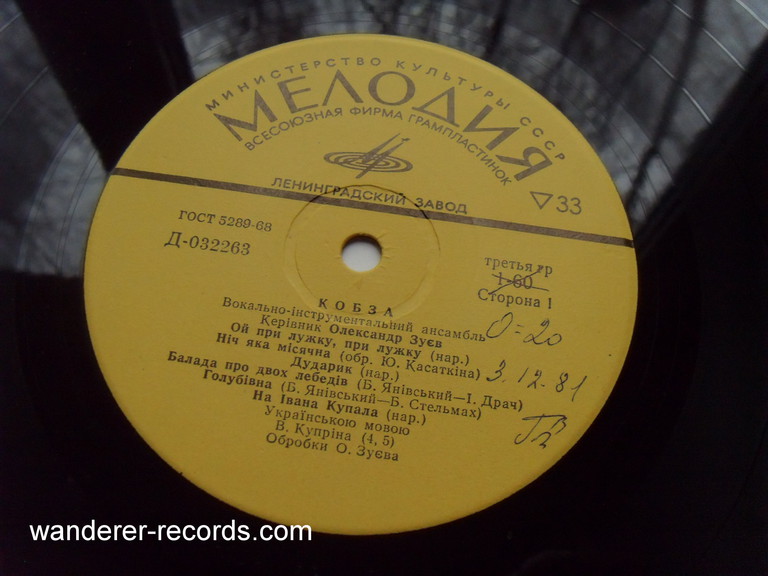 МИНИСТЕРСТВО КУЛЬТУРЫ СССР
МЕЛОДИЯ
ВСЕСОЮЗНАЯ ФИРМА ГРАМПЛАСТИНОК
ЛЕНИНГРАДСКИЙ ЗАВОД
33
ГОСТ 5289-68
Д-032263
третья гр
1-60
Сторона 1
О=20
3.12.81
КОБЗА
Вокально-інструментальний ансамбль
Керівник Олександр Зуєв
Ой при лужку, при лужку (нар.)
Ніч яка місячна (обр. Ю. Касаткіна)
Дударик (нар.)
Балада про двох лебедів (Б. Янівський—І. Драч)
Голубівна (Б. Янівський—Б. Стельмах)
На Івана Купала (нар.)
Українською мовою
В. Купріна (4, 5)
Обробки О. Зуєва
wanderer-records.com